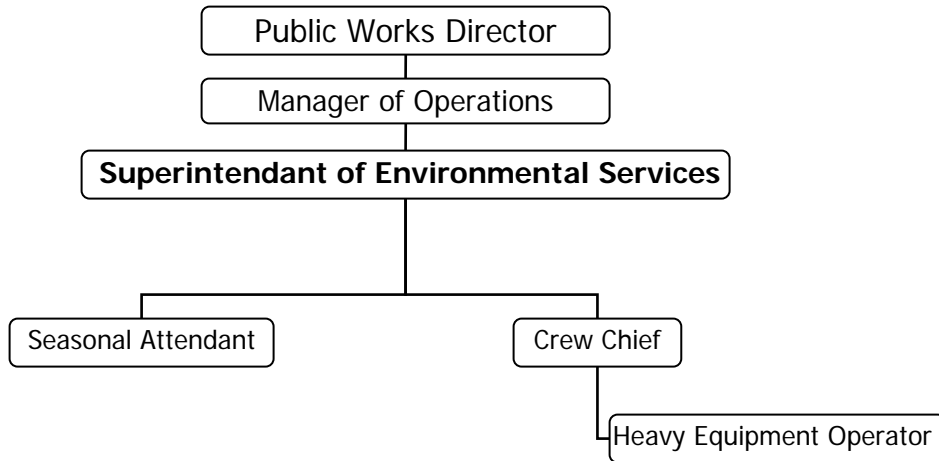 Public Works Director
Manager of Operations
Superintendant of Environmental Services
Seasonal Attendant
Crew Chief
Heavy Equipment Operator